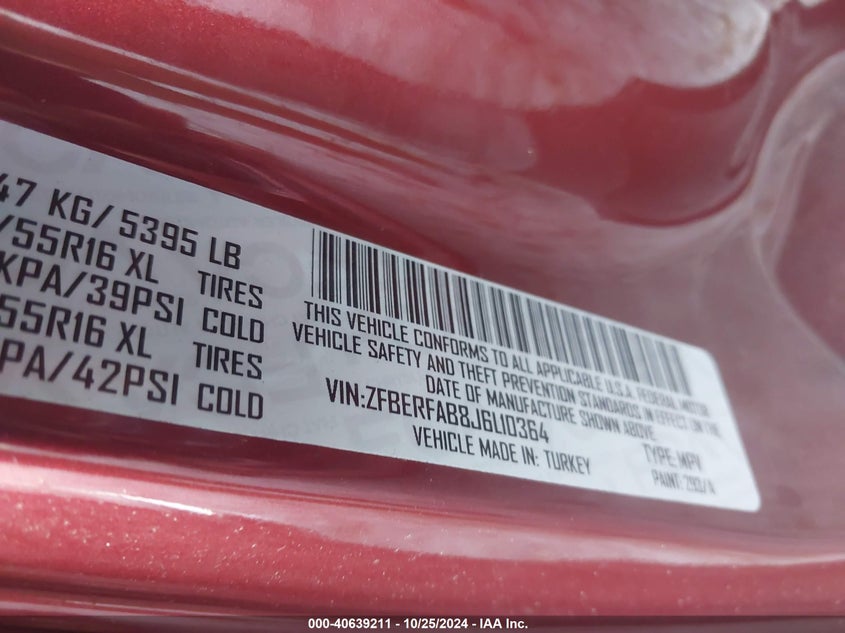 47 KG/ 5395 LB
/55R16 XL TIRES
KPA/39PSI COLD
55R16 XL TIRES
PA/42PSI COLD
THIS VEHICLE CONFORMS TO ALL APPLICABLE U.S.A. FEDERAL MOTOR
VEHICLE SAFETY AND THEFT PREVENTION STANDARDS IN EFFECT ON THE
DATE OF MANUFACTURE SHOWN ABOVE.
VIN:ZFBERFAB8J6L10364 TYPE:MPV
VEHICLE MADE IN: TURKEY PAINT: 293/A
000-40639211 - 10/25/2024 - IAA Inc.